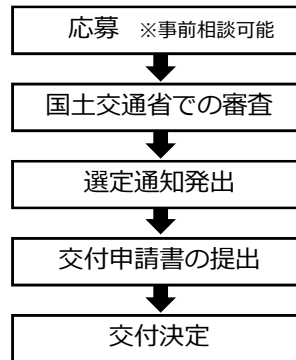 応募 ※事前相談可能
国土交通省での審査
選定通知発出
交付申請書の提出
交付決定